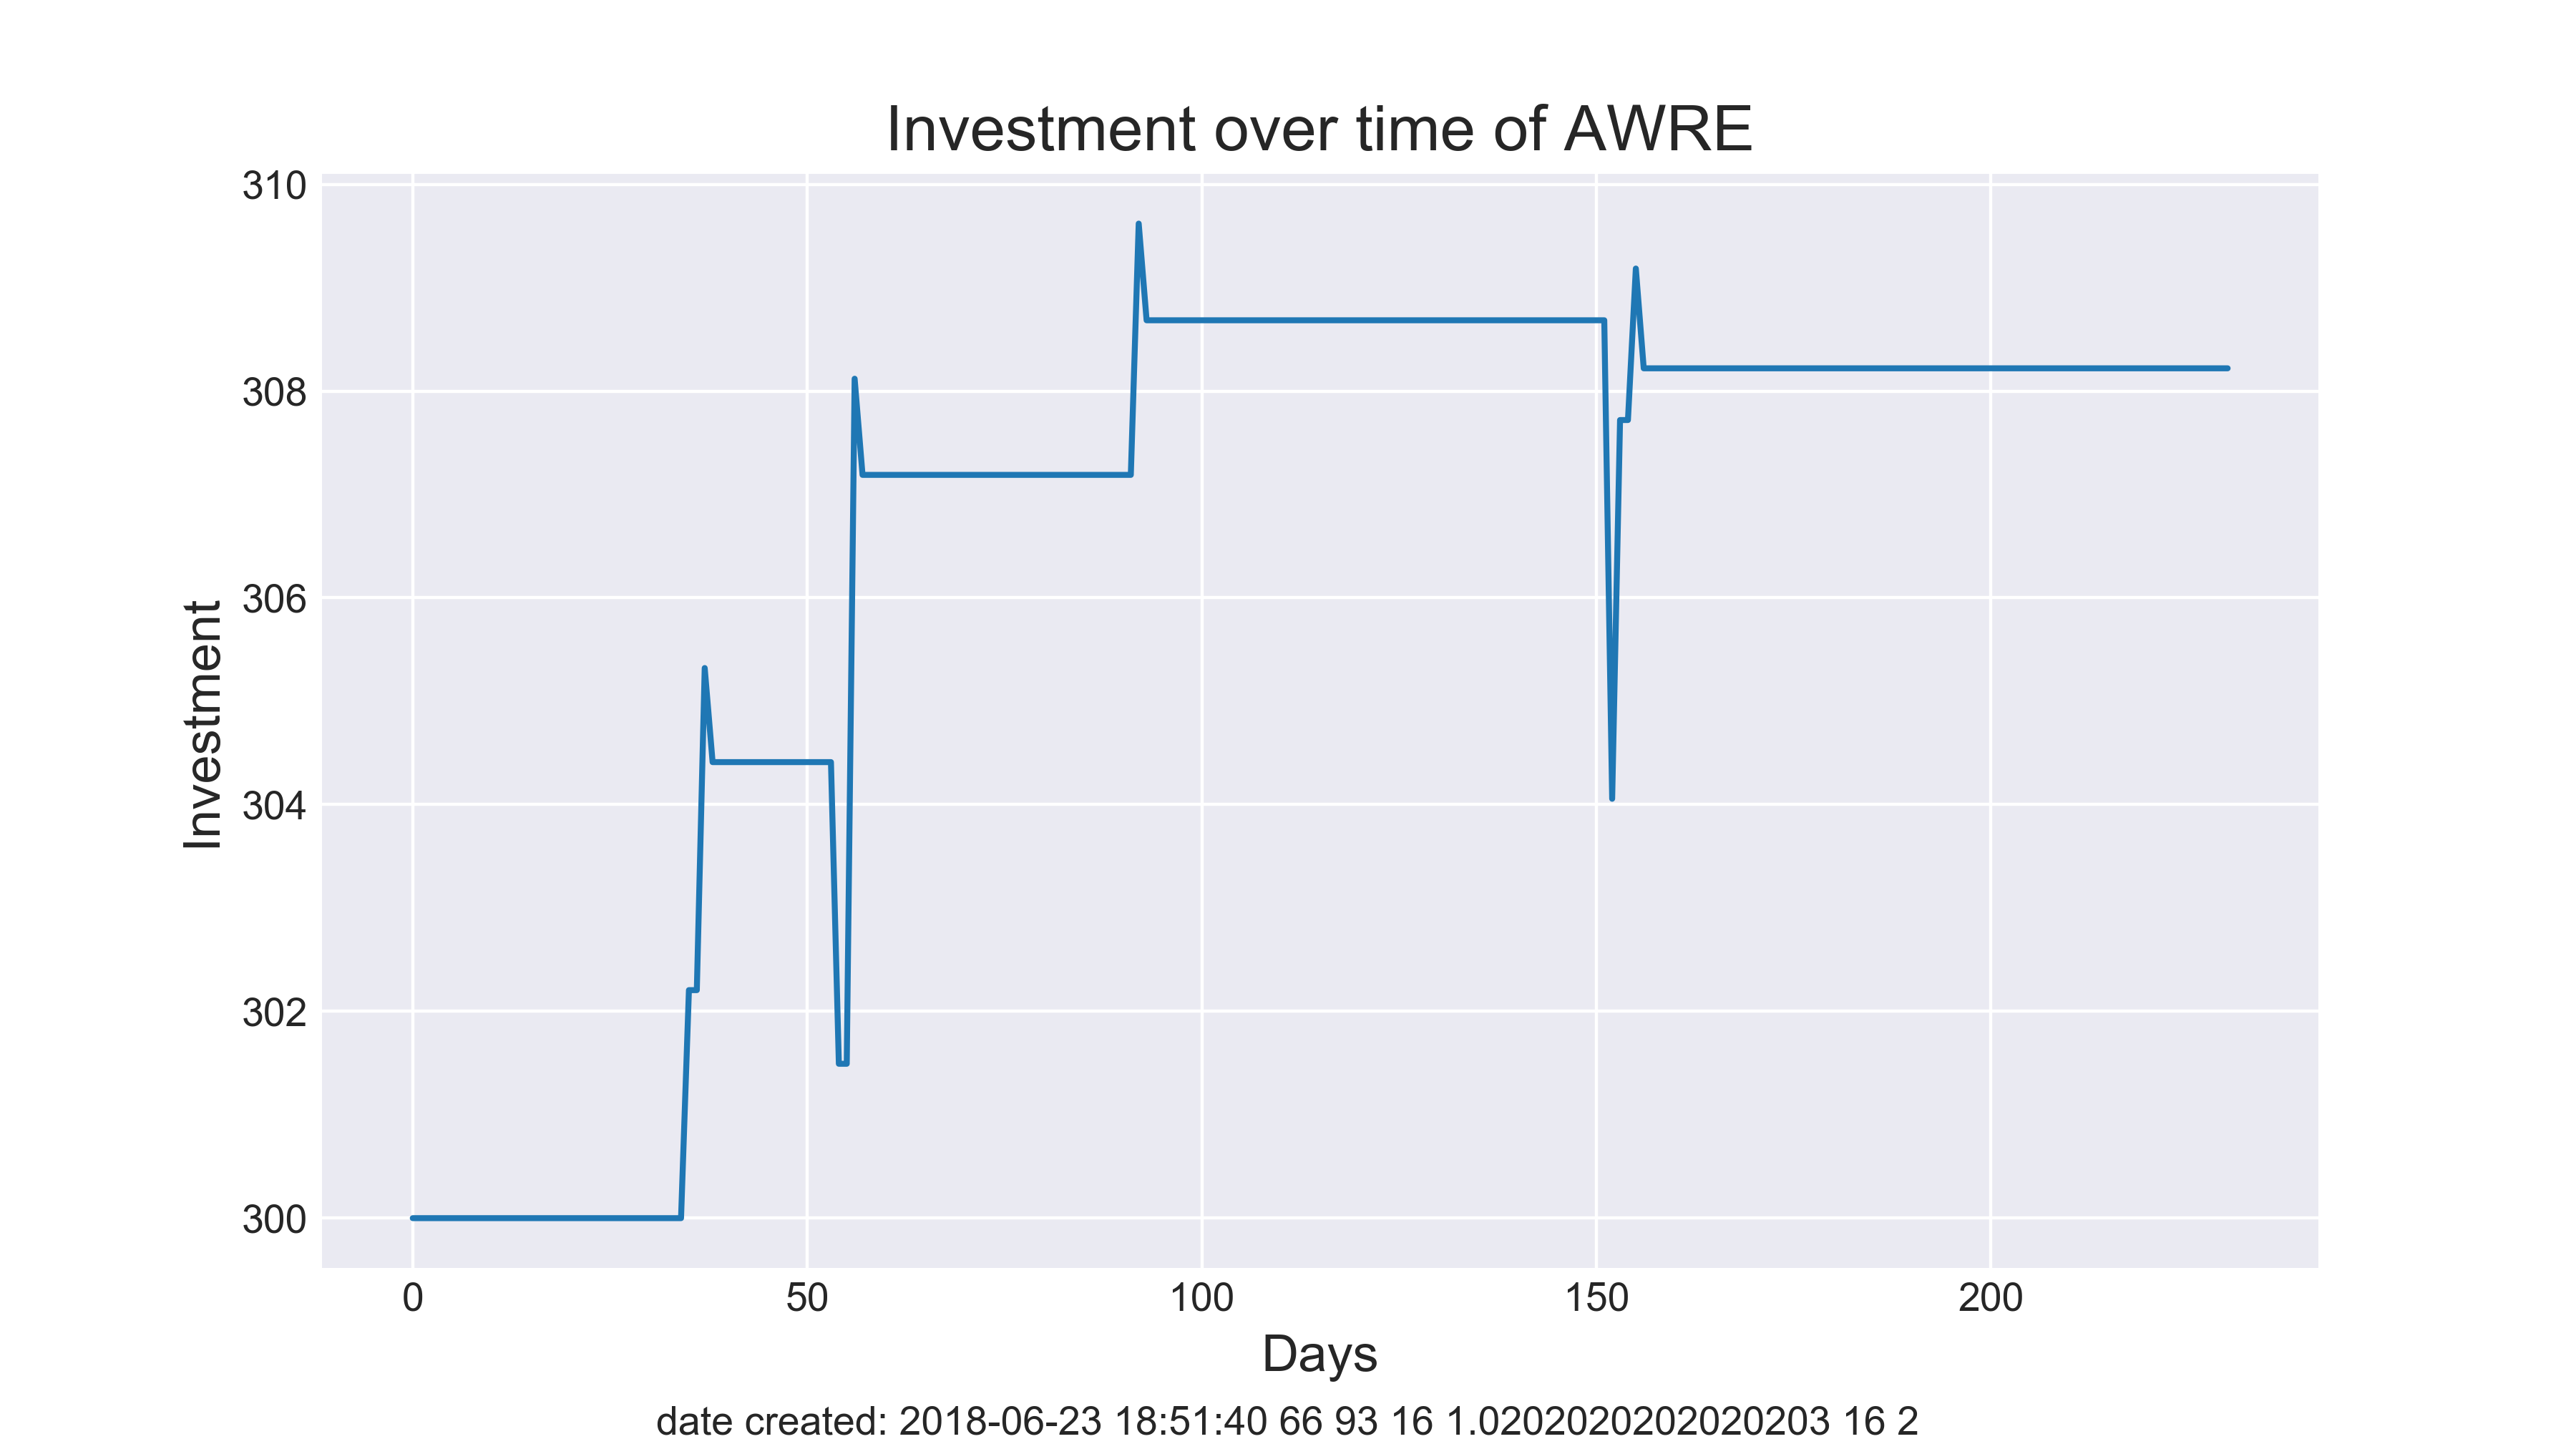 Investment over time of AWRE
310
308
306
304
302
300
Investment
0 50 100 150 200
Days
date created: 2018-06-23 18:51:40 66 93 16 1.0202020202020203 16 2